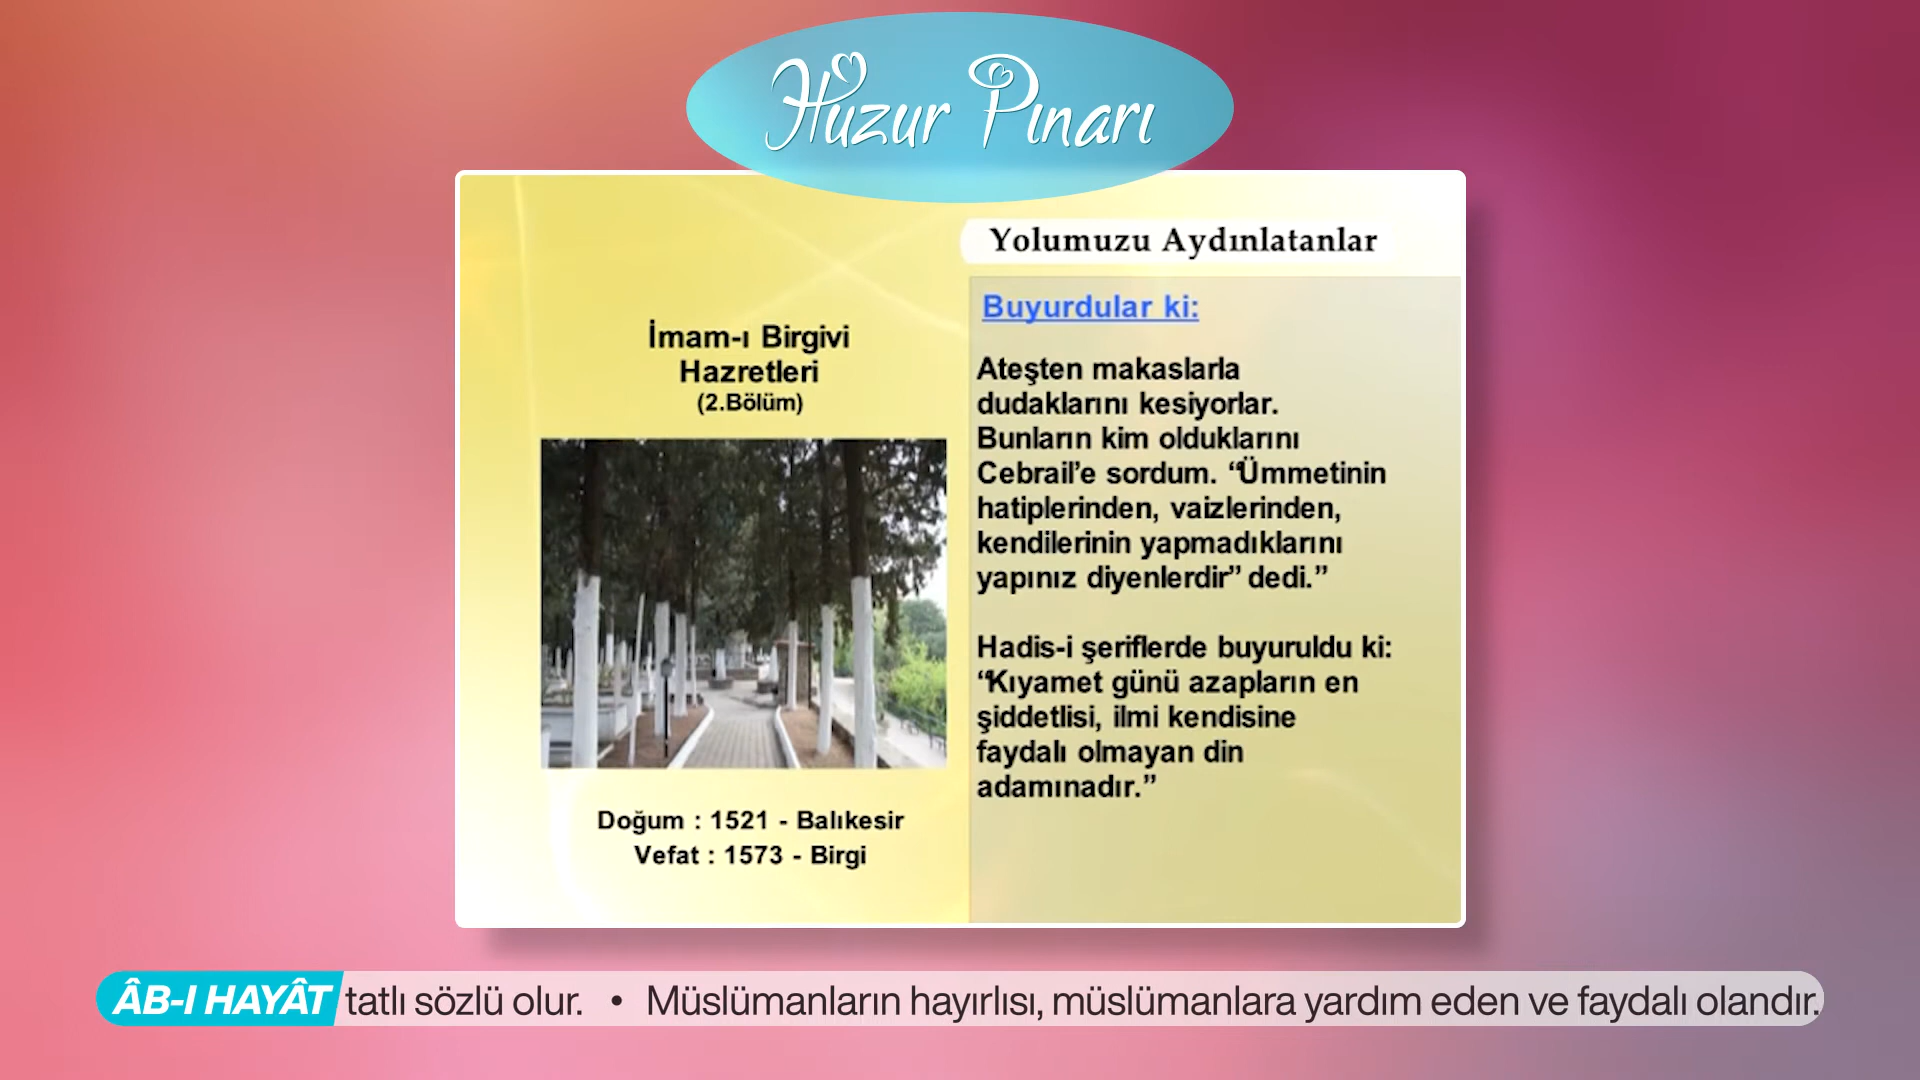 Huzur Pınarı
Yolumuzu Aydınlatanlar
İmam-ı Birgivi
Hazretleri
(2.Bölüm)
Doğum : 1521 - Balıkesir
Vefat : 1573 - Birgi
Buyurdular ki:
Ateşten makaslarla
dudaklarını kesiyorlar.
Bunların kim olduklarını
Cebrail’e sordum. “Ümmetinin
hatiplerinden, vaizlerinden,
kendilerinin yapmadıklarını
yapınız diyenlerdir” dedi.”
Hadis-i şeriflerde buyuruldu ki:
“Kıyamet günü azapların en
şiddetlisi, ilmi kendisine
faydalı olmayan din
adamınadır.”
ÂB-I HAYÂT tatlı sözlü olur. • Müslümanların hayırlısı, müslümanlara yardım eden ve faydalı olandır.